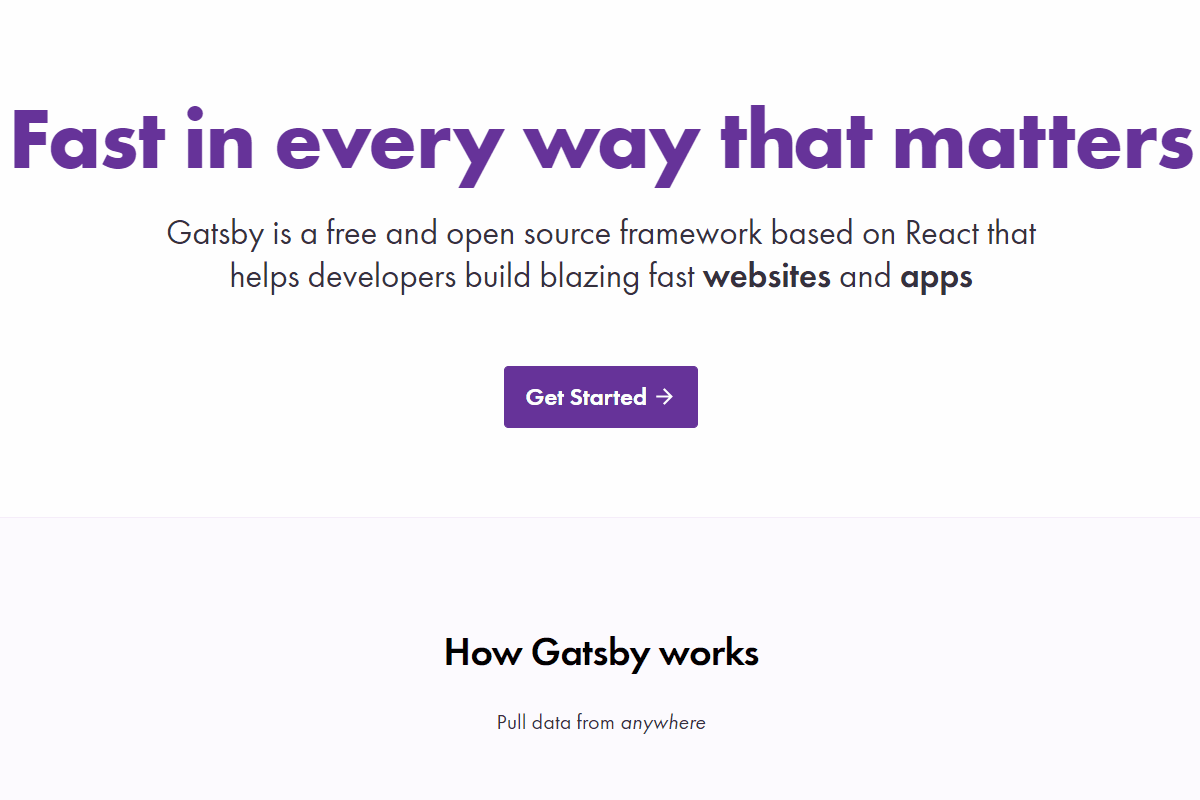 Fast in every way that matters
Gatsby is a free and open source framework based on React that
helps developers build blazing fast websites and apps
Get Started →
How Gatsby works
Pull data from anywhere